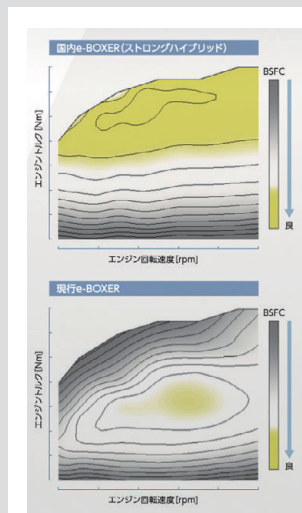 国内e-BOXER(ストロングハイブリッド)
BSFC
エンジントルク[Nm]
良
エンジン回転速度[rpm]
現行e-BOXER
BSFC
エンジントルク[Nm]
良
エンジン回転速度[rpm]